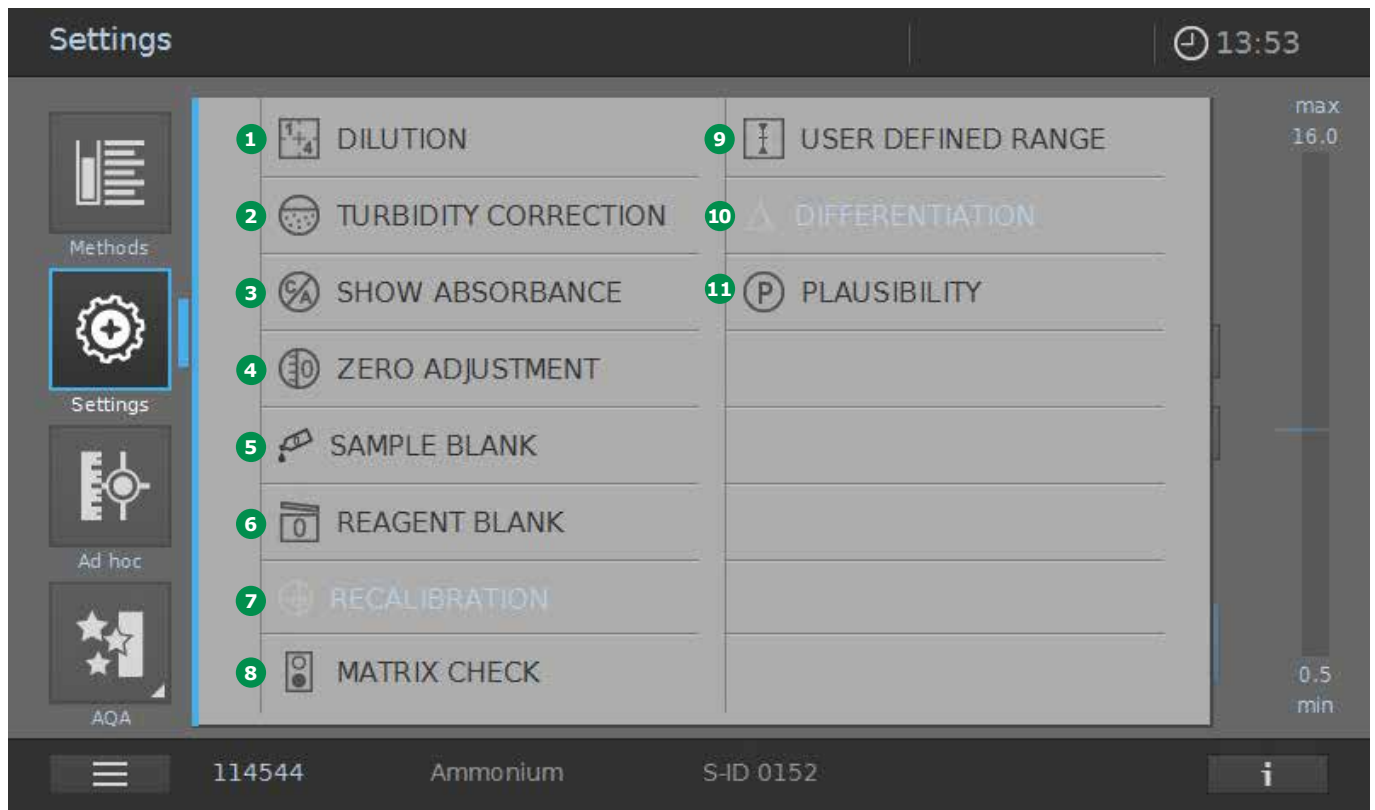 Settings
13:53
Methods
Settings
Ad hoc
AQA
1 DILUTION
2 TURBIDITY CORRECTION
3 C/A SHOW ABSORBANCE
4 0 ZERO ADJUSTMENT
5 SAMPLE BLANK
6 0 REAGENT BLANK
7 RECALIBRATION
8 MATRIX CHECK
9 USER DEFINED RANGE
10 DIFFERENTIATION
11 P PLAUSIBILITY
max
16.0
0.5
min
114544 Ammonium S-ID 0152
i